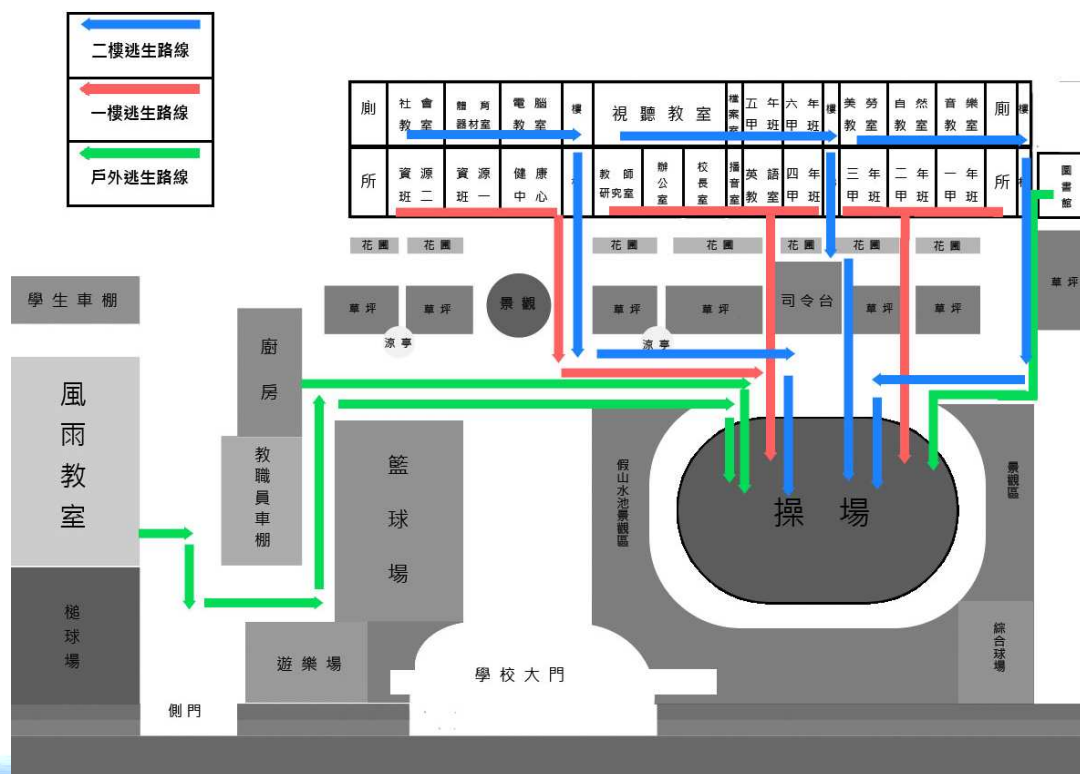 二樓逃生路線
一樓逃生路線
戶外逃生路線
廁所
社會教室
體育器材室
電腦教室
樓
視聽教室
檔案室
五年甲班
六年甲班
樓
美勞教室
自然教室
音樂教室
廁所
樓
資源班二
資源班一
健康中心
教師研究室
辦公室
校長室
播音室
英語教室
四年甲班
三年甲班
二年甲班
一年甲班
圖書館
花圃
花圃
花圃
花圃
花圃
花圃
花圃
學生車棚
草坪
草坪
景觀
草坪
草坪
司令台
草坪
草坪
草坪
涼亭
涼亭
廚房
風雨教室
教職員車棚
籃球場
假山水池景觀區
操場
景觀區
槌球場
遊樂場
學校大門
綜合球場
側門